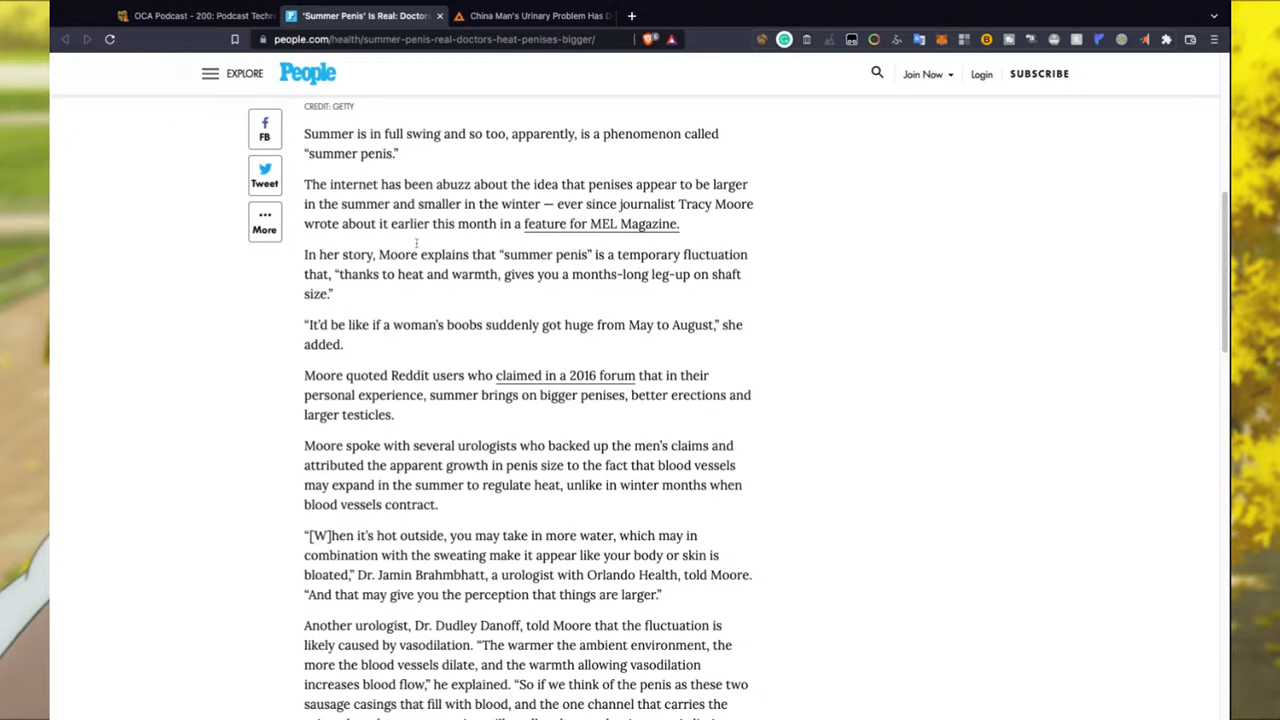 OCA Podcast - 200: Podcast Techn
'Summer Penis' Is Real: Doctor
China Man's Urinary Problem Has D
people.com/health/summer-penis-real-doctors-heat-penises-bigger/
EXPLORE
People
Join Now
Login
SUBSCRIBE
CREDIT: GETTY
FB
Tweet
More
Summer is in full swing and so too, apparently, is a phenomenon called
“summer penis.”
The internet has been abuzz about the idea that penises appear to be larger
in the summer and smaller in the winter — ever since journalist Tracy Moore
wrote about it earlier this month in a feature for MEL Magazine.
In her story, Moore explains that “summer penis” is a temporary fluctuation
that, “thanks to heat and warmth, gives you a months-long leg-up on shaft
size.”
“It’d be like if a woman’s boobs suddenly got huge from May to August,” she
added.
Moore quoted Reddit users who claimed in a 2016 forum that in their
personal experience, summer brings on bigger penises, better erections and
larger testicles.
Moore spoke with several urologists who backed up the men’s claims and
attributed the apparent growth in penis size to the fact that blood vessels
may expand in the summer to regulate heat, unlike in winter months when
blood vessels contract.
“[W]hen it’s hot outside, you may take in more water, which may in
combination with the sweating make it appear like your body or skin is
bloated,” Dr. Jamin Brahmbhatt, a urologist with Orlando Health, told Moore.
“And that may give you the perception that things are larger.”
Another urologist, Dr. Dudley Danoff, told Moore that the fluctuation is
likely caused by vasodilation. “The warmer the ambient environment, the
more the blood vessels dilate, and the warmth allowing vasodilation
increases blood flow,” he explained. “So if we think of the penis as these two
sausage casings that fill with blood, and the one channel that carries the